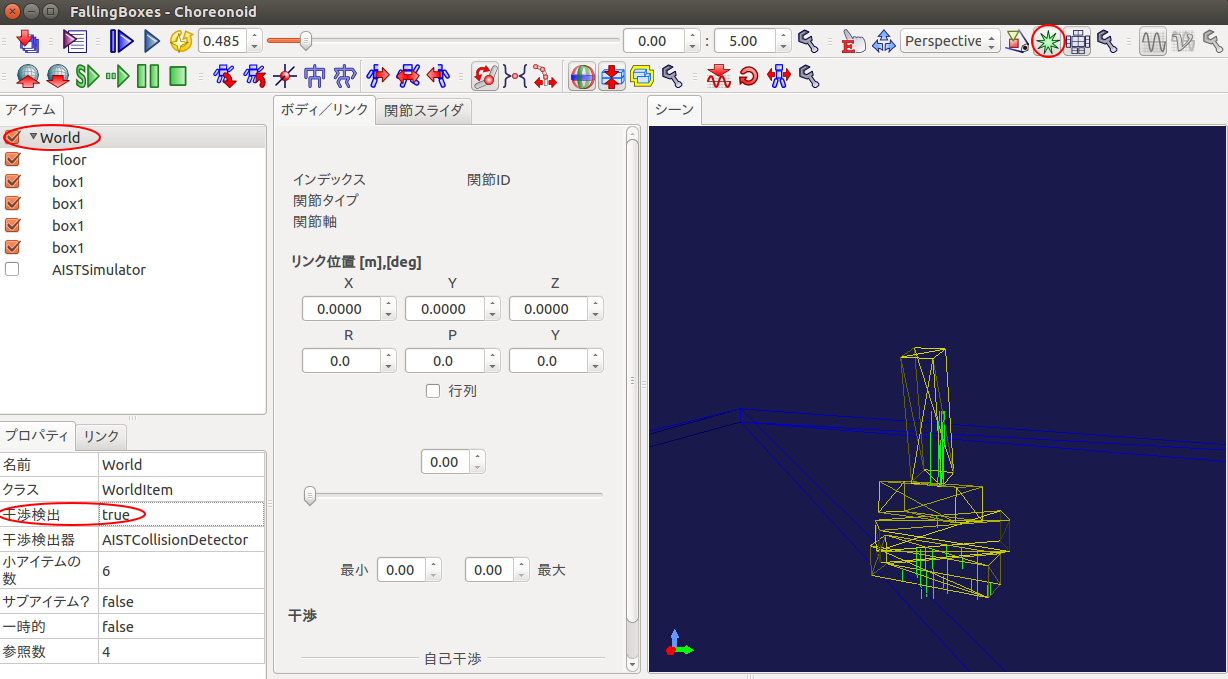 FallingBoxes - Choreonoid
0.485
0.00
:
5.00
E
Perspective
S
アイテム
World
Floor
box1
box1
box1
box1
AISTSimulator
プロパティ
リンク
名前
World
クラス
WorldItem
干渉検出
true
干渉検出器
AISTCollisionDetector
小アイテムの
数
6
サブアイテム?
false
一時的
false
参照数
4
ボディ／リンク
関節スライダ
インデックス
関節ID
関節タイプ
関節軸
リンク位置 [m],[deg]
X
Y
Z
0.0000
0.0000
0.0000
R
P
Y
0.0
0.0
0.0
行列
0.00
最小
0.00
0.00
最大
干渉
自己干渉
シーン